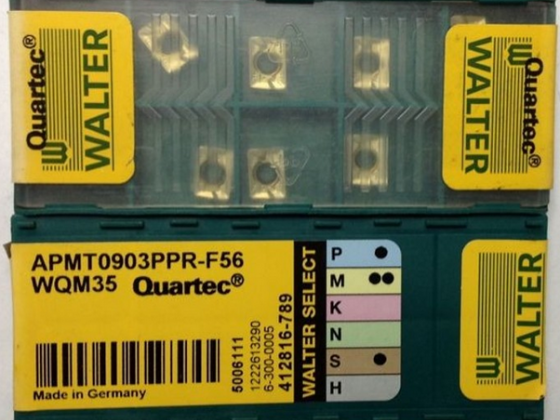 Quartec®
WALTER
WALTER
Quartec®
APMT0903PPR-F56
WQM35 Quartec®
Made in Germany
5006111
1222613290
6-300-0005
412816-789
WALTER SELECT
P
M
K
N
S
H
WALTER